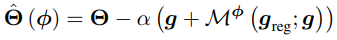 Θ̂ (ϕ) = Θ − α (g + ℳ^ϕ (g_reg; g))